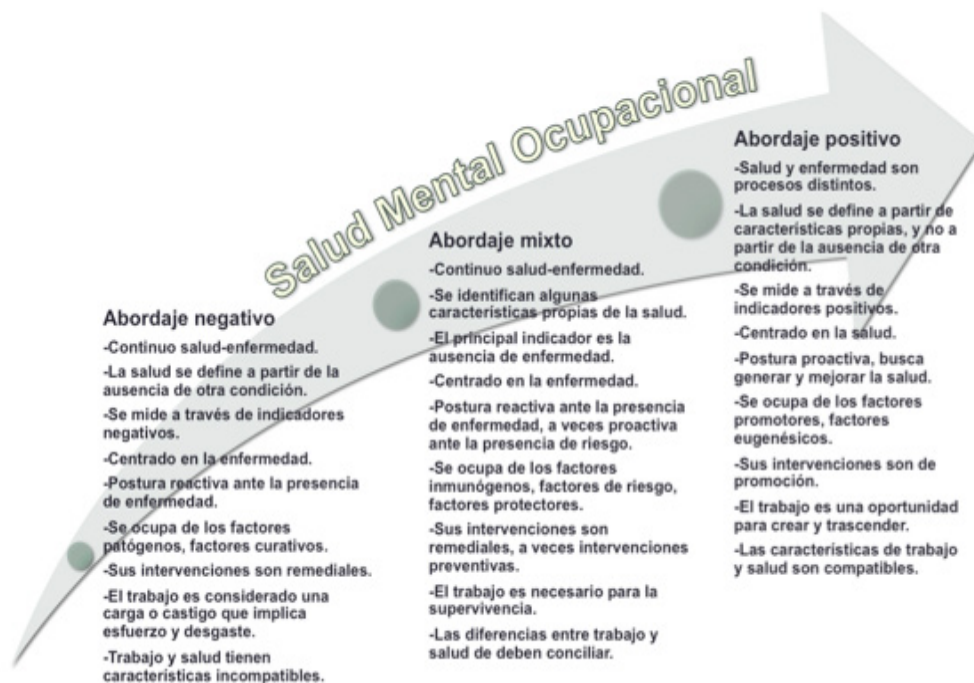 Salud Mental Ocupacional
Abordaje negativo
-Continuo salud-enfermedad.
-La salud se define a partir de la
ausencia de otra condición.
-Se mide a través de indicadores
negativos.
-Centrado en la enfermedad.
-Postura reactiva ante la presencia
de enfermedad.
-Se ocupa de los factores
patógenos, factores curativos.
-Sus intervenciones son remediales.
-El trabajo es considerado una
carga o castigo que implica
esfuerzo y desgaste.
-Trabajo y salud tienen
características incompatibles.
Abordaje mixto
-Continuo salud-enfermedad.
-Se identifican algunas
características propias de la salud.
-El principal indicador es la
ausencia de enfermedad.
-Centrado en la enfermedad.
-Postura reactiva ante la presencia
de enfermedad, a veces proactiva
ante la presencia de riesgo.
-Se ocupa de los factores
inmunógenos, factores de riesgo,
factores protectores.
-Sus intervenciones son
remediales, a veces intervenciones
preventivas.
-El trabajo es necesario para la
supervivencia.
-Las diferencias entre trabajo y
salud de deben conciliar.
Abordaje positivo
-Salud y enfermedad son
procesos distintos.
-La salud se define a partir de
características propias, y no a
partir de la ausencia de otra
condición.
-Se mide a través de
indicadores positivos.
-Centrado en la salud.
-Postura proactiva, busca
generar y mejorar la salud.
-Se ocupa de los factores
promotores, factores
eugenésicos.
-Sus intervenciones son de
promoción.
-El trabajo es una oportunidad
para crear y trascender.
-Las características de trabajo
y salud son compatibles.